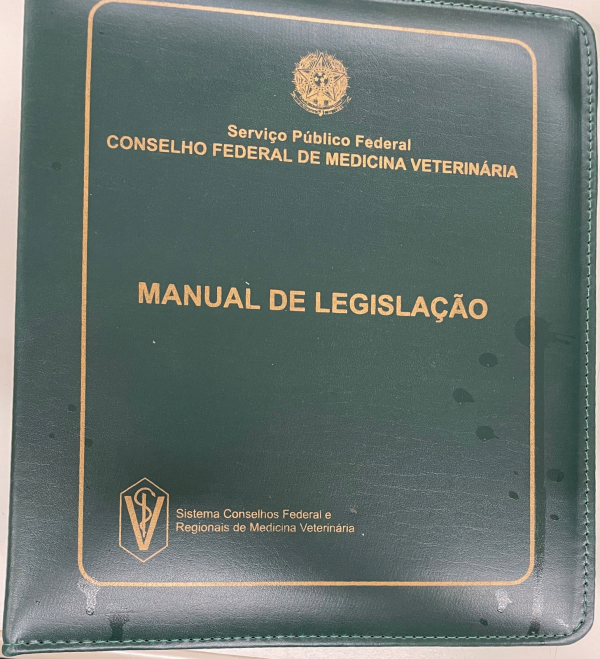 Serviço Público Federal
CONSELHO FEDERAL DE MEDICINA VETERINÁRIA
MANUAL DE LEGISLAÇÃO
V
Sistema Conselhos Federal e
Regionais de Medicina Veterinária